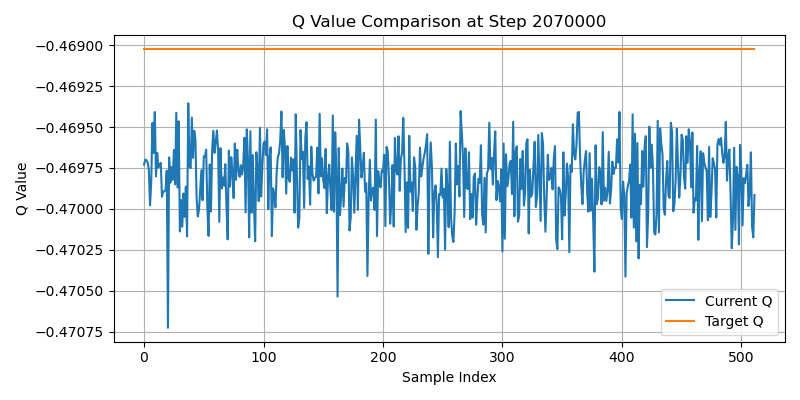 Q Value Comparison at Step 2070000
−0.46900
−0.46925
−0.46950
−0.46975
−0.47000
−0.47025
−0.47050
−0.47075
Q Value
0 100 200 300 400 500
Sample Index
Current Q
Target Q